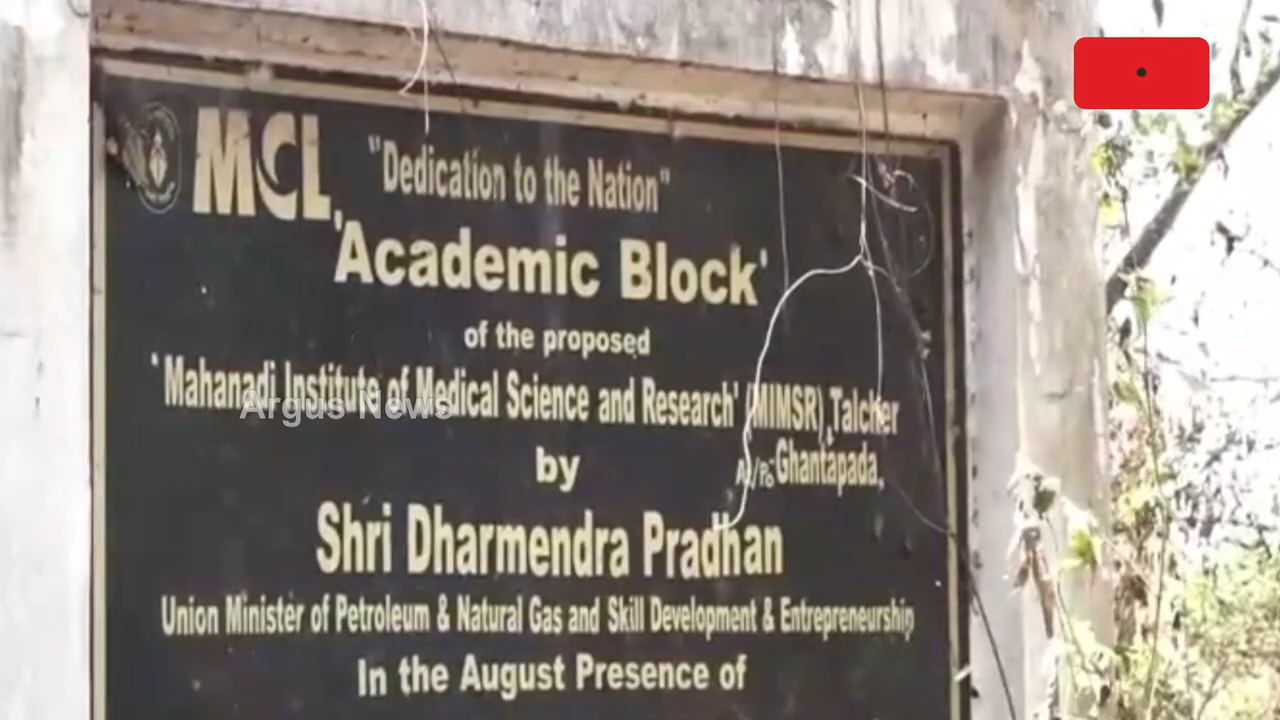 MCL "Dedication to the Nation"
'Academic Block'
of the proposed
'Mahanadi Institute of Medical Science and Research' (MIMSR), Talcher
Argus News
by
At/Po-Ghantapada,
Shri Dharmendra Pradhan
Union Minister of Petroleum & Natural Gas and Skill Development & Entrepreneurship
In the August Presence of